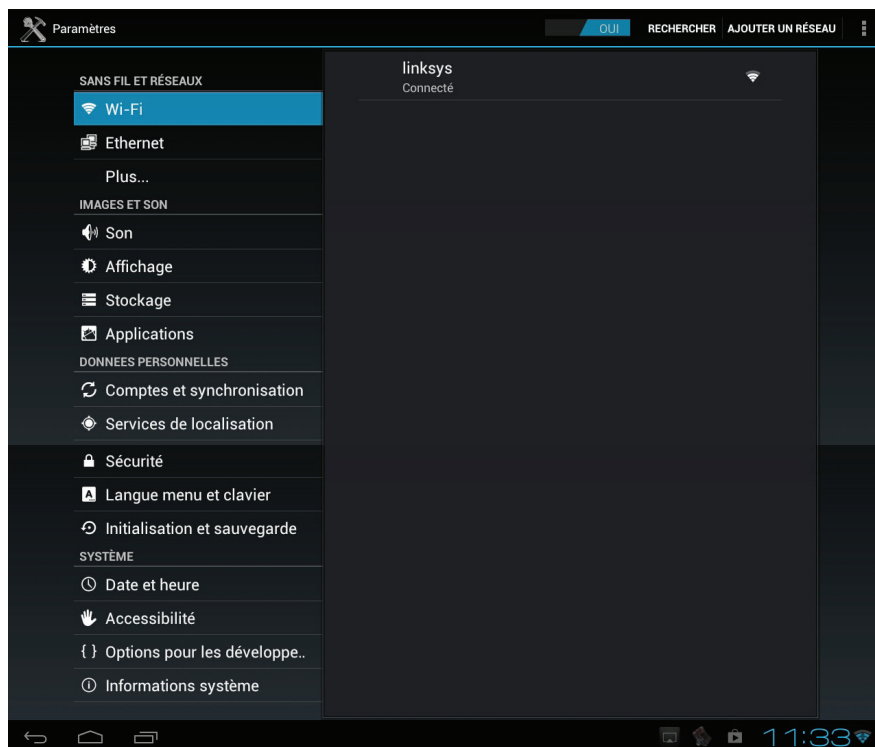 Paramètres
OUI
RECHERCHER
AJOUTER UN RÉSEAU
SANS FIL ET RÉSEAUX
Wi-Fi
Ethernet
Plus...
IMAGES ET SON
Son
Affichage
Stockage
Applications
DONNEES PERSONNELLES
Comptes et synchronisation
Services de localisation
Sécurité
Langue menu et clavier
Initialisation et sauvegarde
SYSTÈME
Date et heure
Accessibilité
{ } Options pour les développe..
Informations système
linksys
Connecté
11:33